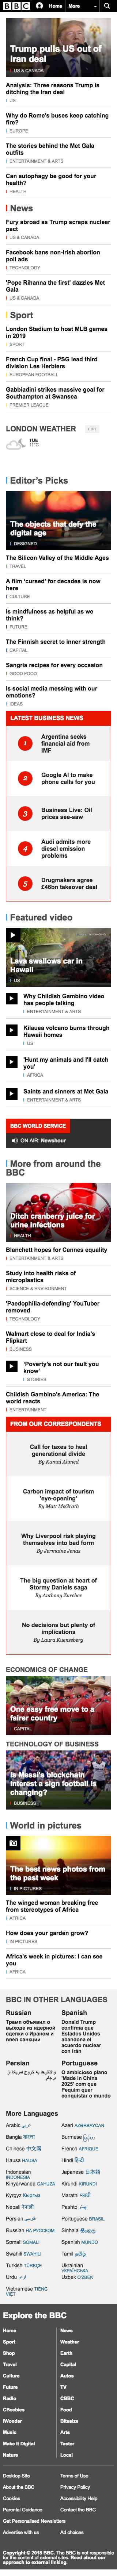 BBC
Home
More
Trump pulls US out of
Iran deal
US & CANADA
Analysis: Three reasons Trump is
ditching the Iran deal
US
Why do Rome's buses keep catching
fire?
EUROPE
The stories behind the Met Gala
outfits
ENTERTAINMENT & ARTS
Can autophagy be good for your
health?
HEALTH
News
Fury abroad as Trump scraps nuclear
pact
US & CANADA
Facebook bans non-Irish abortion
poll ads
TECHNOLOGY
'Pope Rihanna the first' dazzles Met
Gala
US & CANADA
Sport
London Stadium to host MLB games
in 2019
SPORT
French Cup final - PSG lead third
division Les Herbiers
EUROPEAN FOOTBALL
Gabbiadini strikes massive goal for
Southampton at Swansea
PREMIER LEAGUE
LONDON WEATHER
EDIT
TUE
11°C
Editor's Picks
The objects that defy the
digital age
DESIGNED
The Silicon Valley of the Middle Ages
TRAVEL
A film 'cursed' for decades is now
here
CULTURE
Is mindfulness as helpful as we
think?
FUTURE
The Finnish secret to inner strength
CAPITAL
Sangria recipes for every occasion
GOOD FOOD
Is social media messing with our
emotions?
IDEAS
LATEST BUSINESS NEWS
1
Argentina seeks
financial aid from
IMF
2
Google AI to make
phone calls for you
3
Business Live: Oil
prices see-saw
4
Audi admits more
diesel emission
problems
5
Drugmakers agree
£46bn takeover deal
Featured video
Lava swallows car in
Hawaii
US
Why Childish Gambino video
has people talking
ENTERTAINMENT & ARTS
Kilauea volcano burns through
Hawaii homes
US
'Hunt my animals and I'll catch
you'
AFRICA
Saints and sinners at Met Gala
ENTERTAINMENT & ARTS
BBC WORLD SERVICE
ON AIR: Newshour
More from around the
BBC
Ditch cranberry juice for
urine infections
HEALTH
Blanchett hopes for Cannes equality
ENTERTAINMENT & ARTS
Study into health risks of
microplastics
SCIENCE & ENVIRONMENT
'Paedophilia-defending' YouTuber
removed
TECHNOLOGY
Walmart close to deal for India's
Flipkart
BUSINESS
'Poverty's not our fault you
know'
STORIES
Childish Gambino's America: The
world reacts
ENTERTAINMENT
FROM OUR CORRESPONDENTS
Call for taxes to heal
generational divide
By Kamal Ahmed
Carbon impact of tourism
'eye-opening'
By Matt McGrath
Why Liverpool risk playing
themselves into bad form
By Jermaine Jenas
The big question at heart of
Stormy Daniels saga
By Anthony Zurcher
No decisions but plenty of
implications
By Laura Kuenssberg
ECONOMICS OF CHANGE
One easy free move to a
fairer country
CAPITAL
TECHNOLOGY OF BUSINESS
Is Messi's blockchain
interest a sign football is
changing?
BUSINESS
World in pictures
The best news photos from
the past week
IN PICTURES
The winged woman breaking free
from stereotypes of Africa
AFRICA
How does your garden grow?
IN PICTURES
Africa's week in pictures: I can see
you
AFRICA
BBC IN OTHER LANGUAGES
Russian
Трамп объявил о
выходе из ядерной
сделки с Ираном и
ввел санкции
Spanish
Donald Trump
confirma que
Estados Unidos
abandona el
acuerdo nuclear
con Irán
Persian
Portuguese
O ambicioso plano
'Made in China
2025' com que
Pequim quer
conquistar o mundo
More Languages
Arabic عربي
Azeri AZƏRBAYCAN
Bangla বাংলা
Burmese
Chinese 中文网
French AFRIQUE
Hausa HAUSA
Hindi हिन्दी
Indonesian
INDONESIA
Japanese 日本語
Kinyarwanda GAHUZA
Kirundi KIRUNDI
Kyrgyz Кыргыз
Marathi मराठी
Nepali नेपाली
Pashto پښتو
Persian فارسی
Portuguese BRASIL
Russian НА РУССКОМ
Sinhala සිංහල
Somali SOMALI
Spanish MUNDO
Swahili SWAHILI
Tamil தமிழ்
Turkish TÜRKÇE
Ukrainian
УКРАЇНСЬКA
Urdu اردو
Uzbek O'ZBEK
Vietnamese TIẾNG
VIỆT
Explore the BBC
Home
News
Sport
Weather
Shop
Earth
Travel
Capital
Culture
Autos
Future
TV
Radio
CBBC
CBeebies
Food
iWonder
Bitesize
Music
Arts
Make It Digital
Taster
Nature
Local
Desktop Site
Terms of Use
About the BBC
Privacy Policy
Cookies
Accessibility Help
Parental Guidance
Contact the BBC
Get Personalised Newsletters
Advertise with us
Ad choices
Copyright © 2018 BBC. The BBC is not responsible
for the content of external sites. Read about our
approach to external linking.